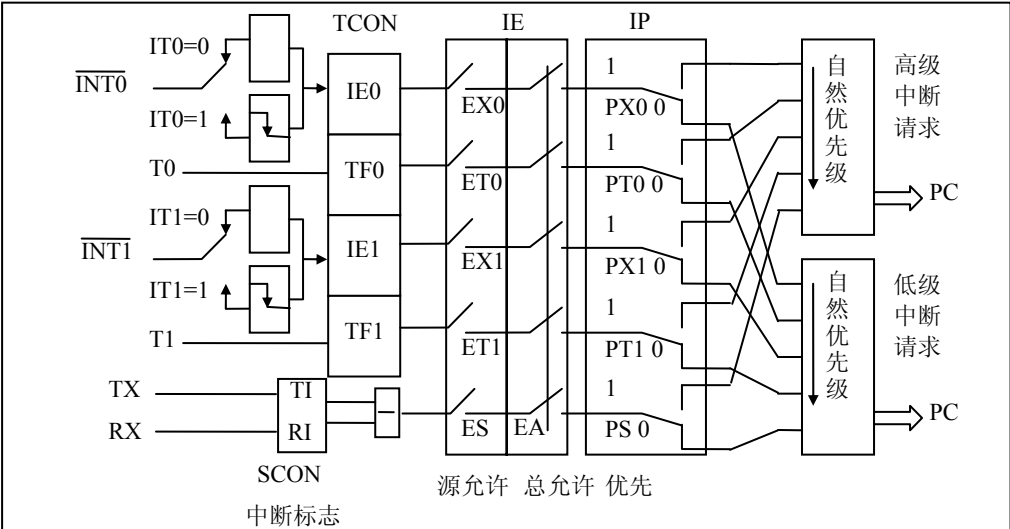 TCON
IE
IP
IT0=0
INT0
IT0=1
IE0
EX0
1
PX0 0
自然优先级
高级
中断
请求
T0
TF0
ET0
1
PT0 0
PC
IT1=0
INT1
IT1=1
IE1
EX1
1
PX1 0
自然优先级
低级
中断
请求
T1
TF1
ET1
1
PT1 0
TX
RX
TI
RI
ES
EA
1
PS 0
PC
SCON
源允许 总允许 优先
中断标志